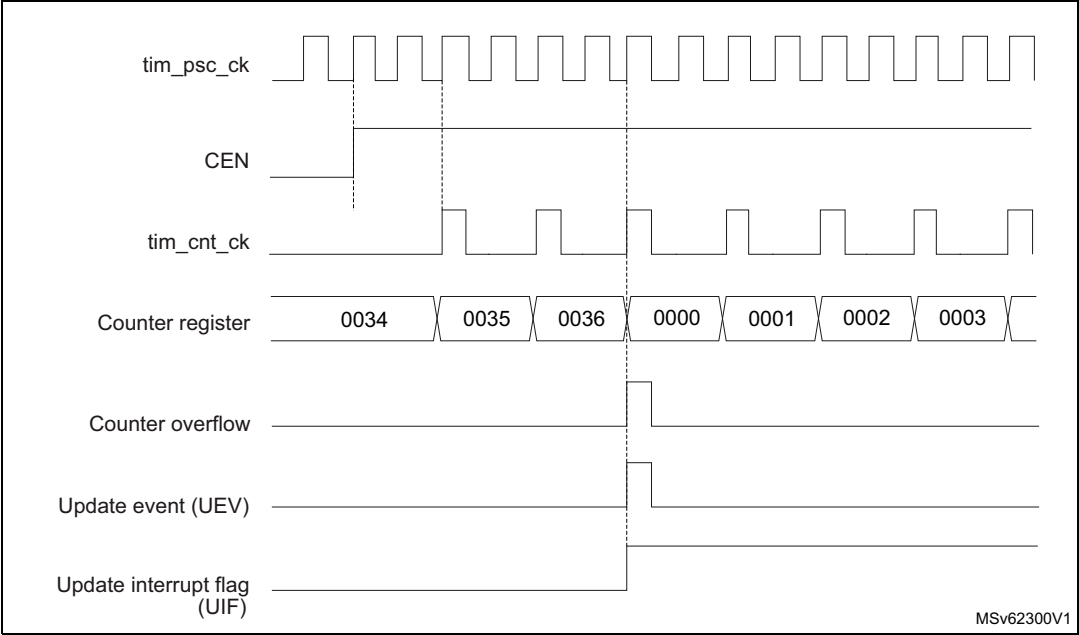 tim_psc_ck
CEN
tim_cnt_ck
Counter register 0034 0035 0036 0000 0001 0002 0003
Counter overflow
Update event (UEV)
Update interrupt flag
(UIF)
MSv62300V1